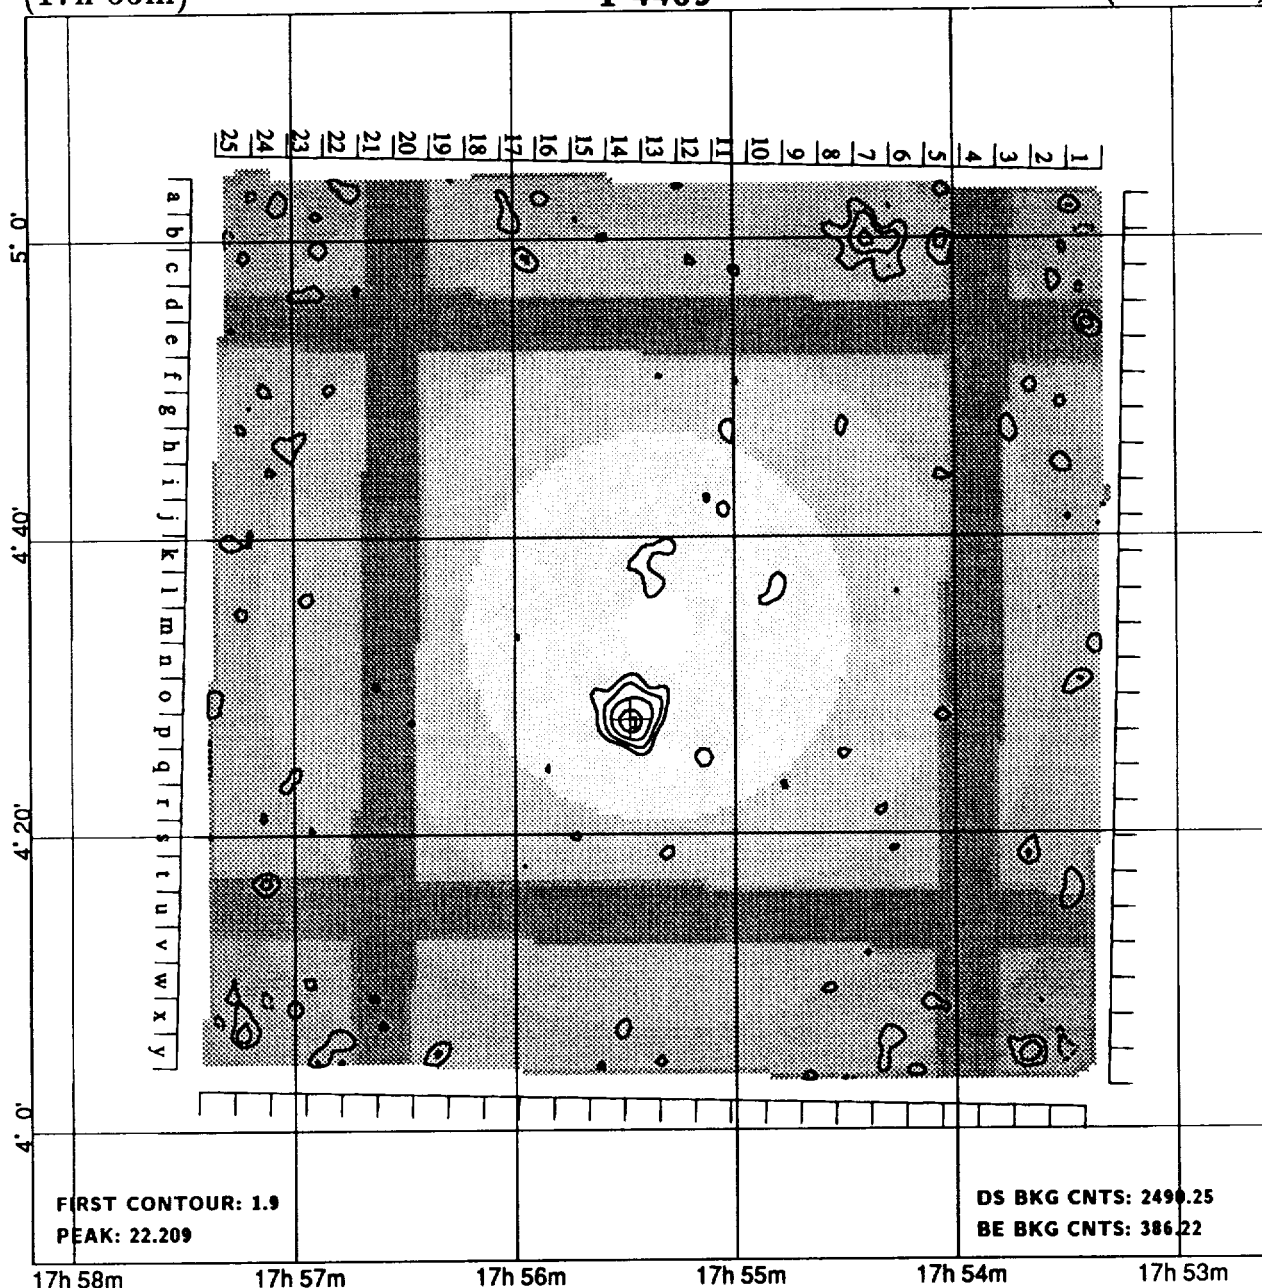 25 24 23 22 21 20 19 18 17 16 15 14 13 12 11 10 9 8 7 6 5 4 3 2 1
a
b
c
d
e
f
g
h
i
j
k
l
m
n
o
p
q
r
s
t
u
v
w
x
y
5° 0'
4° 40'
4° 20'
4° 0'
FIRST CONTOUR: 1.9
PEAK: 22.209
DS BKG CNTS: 2490.25
BE BKG CNTS: 386.22
17h 58m 17h 57m 17h 56m 17h 55m 17h 54m 17h 53m